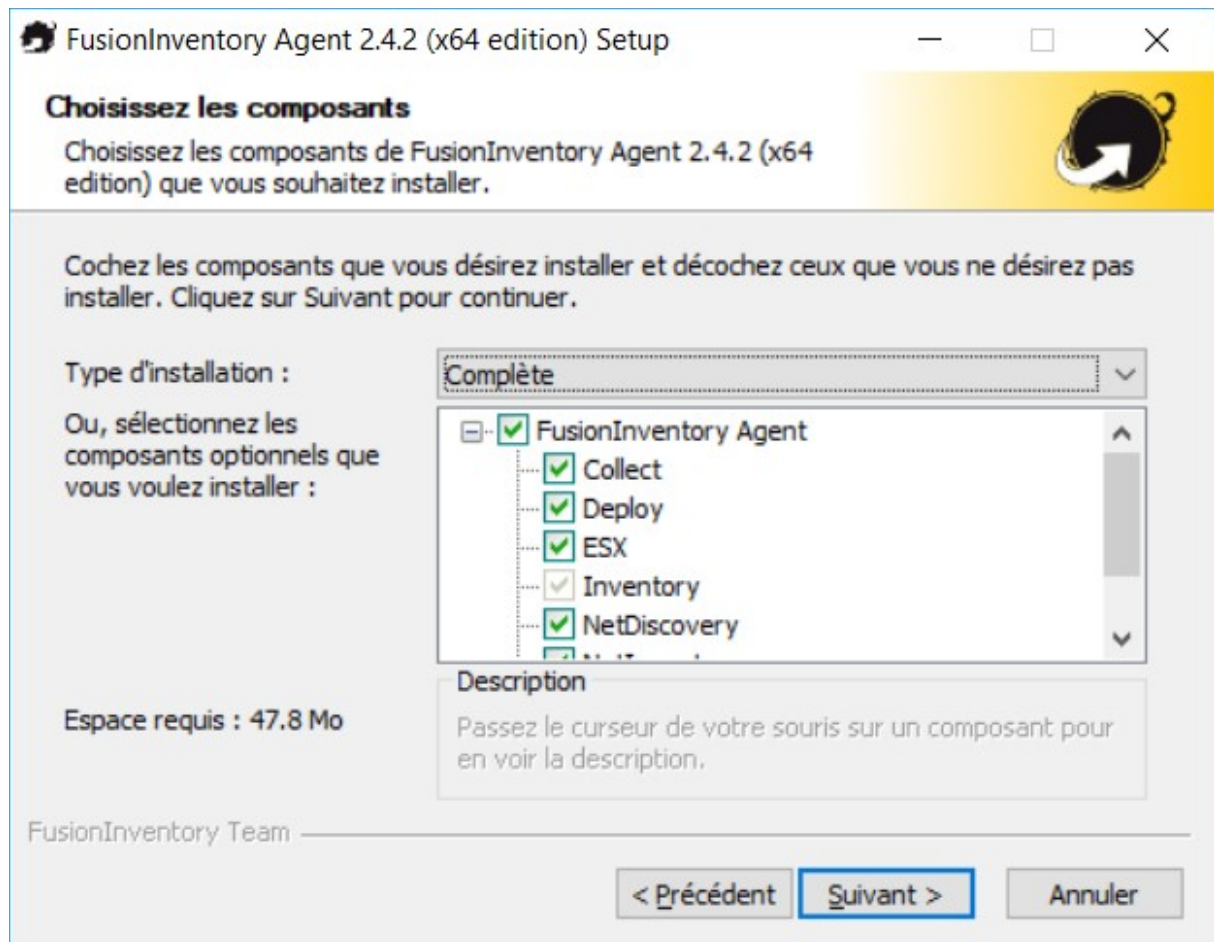 FusionInventory Agent 2.4.2 (x64 edition) Setup
Choisissez les composants
Choisissez les composants de FusionInventory Agent 2.4.2 (x64
edition) que vous souhaitez installer.
Cochez les composants que vous désirez installer et décochez ceux que vous ne désirez pas
installer. Cliquez sur Suivant pour continuer.
Type d'installation :
Complète
Ou, sélectionnez les
composants optionnels que
vous voulez installer :
FusionInventory Agent
Collect
Deploy
ESX
Inventory
NetDiscovery
Espace requis : 47.8 Mo
Description
Passez le curseur de votre souris sur un composant pour
en voir la description.
FusionInventory Team
< Précédent
Suivant >
Annuler